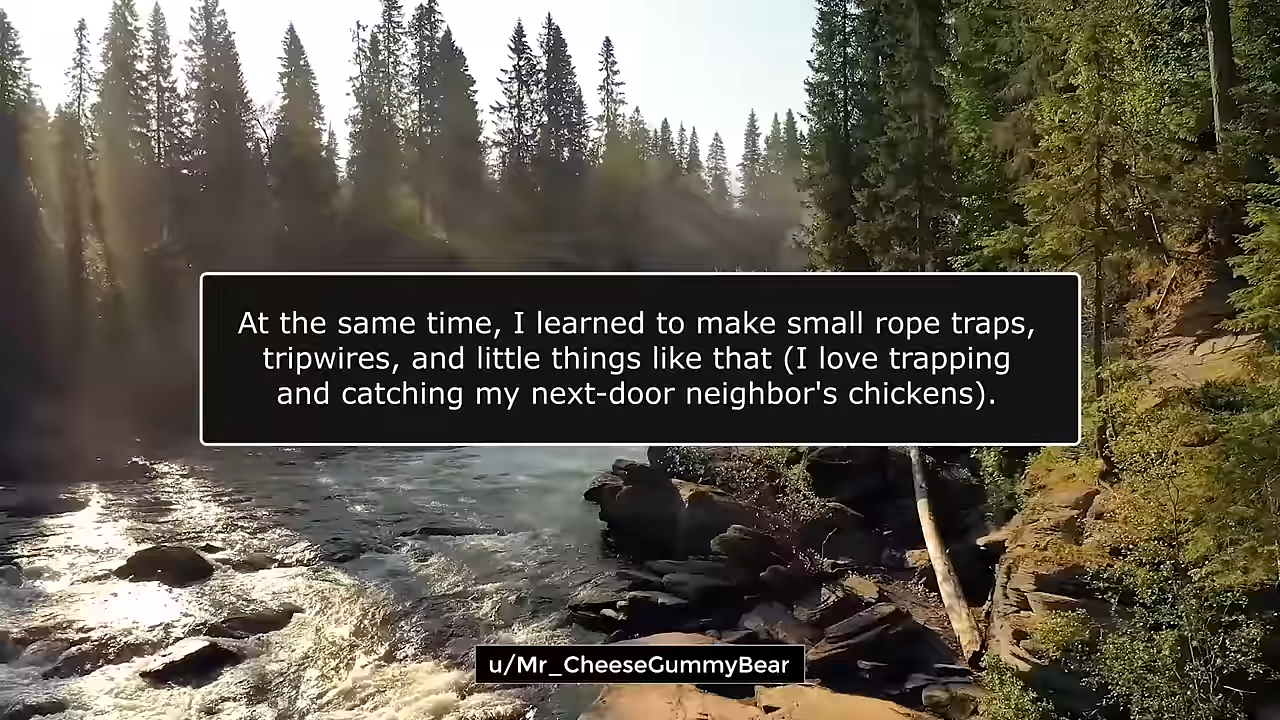 At the same time, I learned to make small rope traps,
tripwires, and little things like that (I love trapping
and catching my next-door neighbor's chickens).
u/Mr_CheeseGummyBear